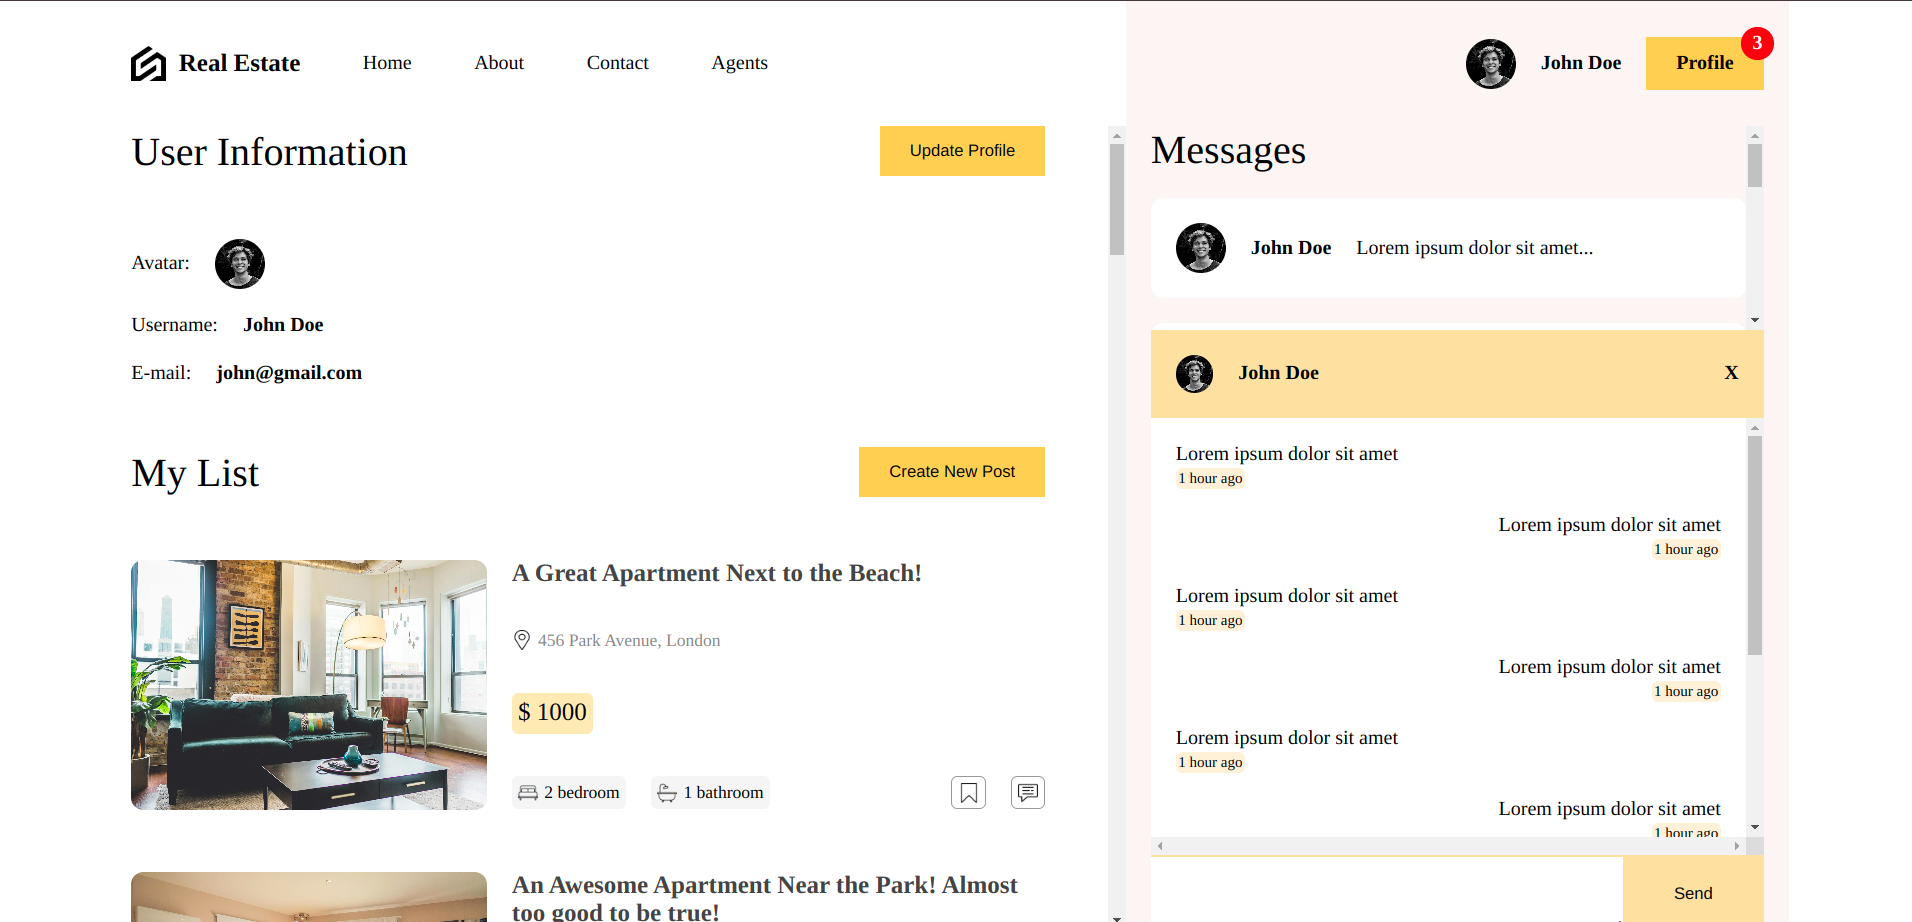 Real Estate
Home
About
Contact
Agents
John Doe
Profile
3
User Information
Update Profile
Avatar:
Username: John Doe
E-mail: john@gmail.com
My List
Create New Post
A Great Apartment Next to the Beach!
456 Park Avenue, London
$ 1000
2 bedroom
1 bathroom
An Awesome Apartment Near the Park! Almost
too good to be true!
Messages
John Doe
Lorem ipsum dolor sit amet...
John Doe
X
Lorem ipsum dolor sit amet
1 hour ago
Lorem ipsum dolor sit amet
1 hour ago
Lorem ipsum dolor sit amet
1 hour ago
Lorem ipsum dolor sit amet
1 hour ago
Lorem ipsum dolor sit amet
1 hour ago
Lorem ipsum dolor sit amet
1 hour ago
Send